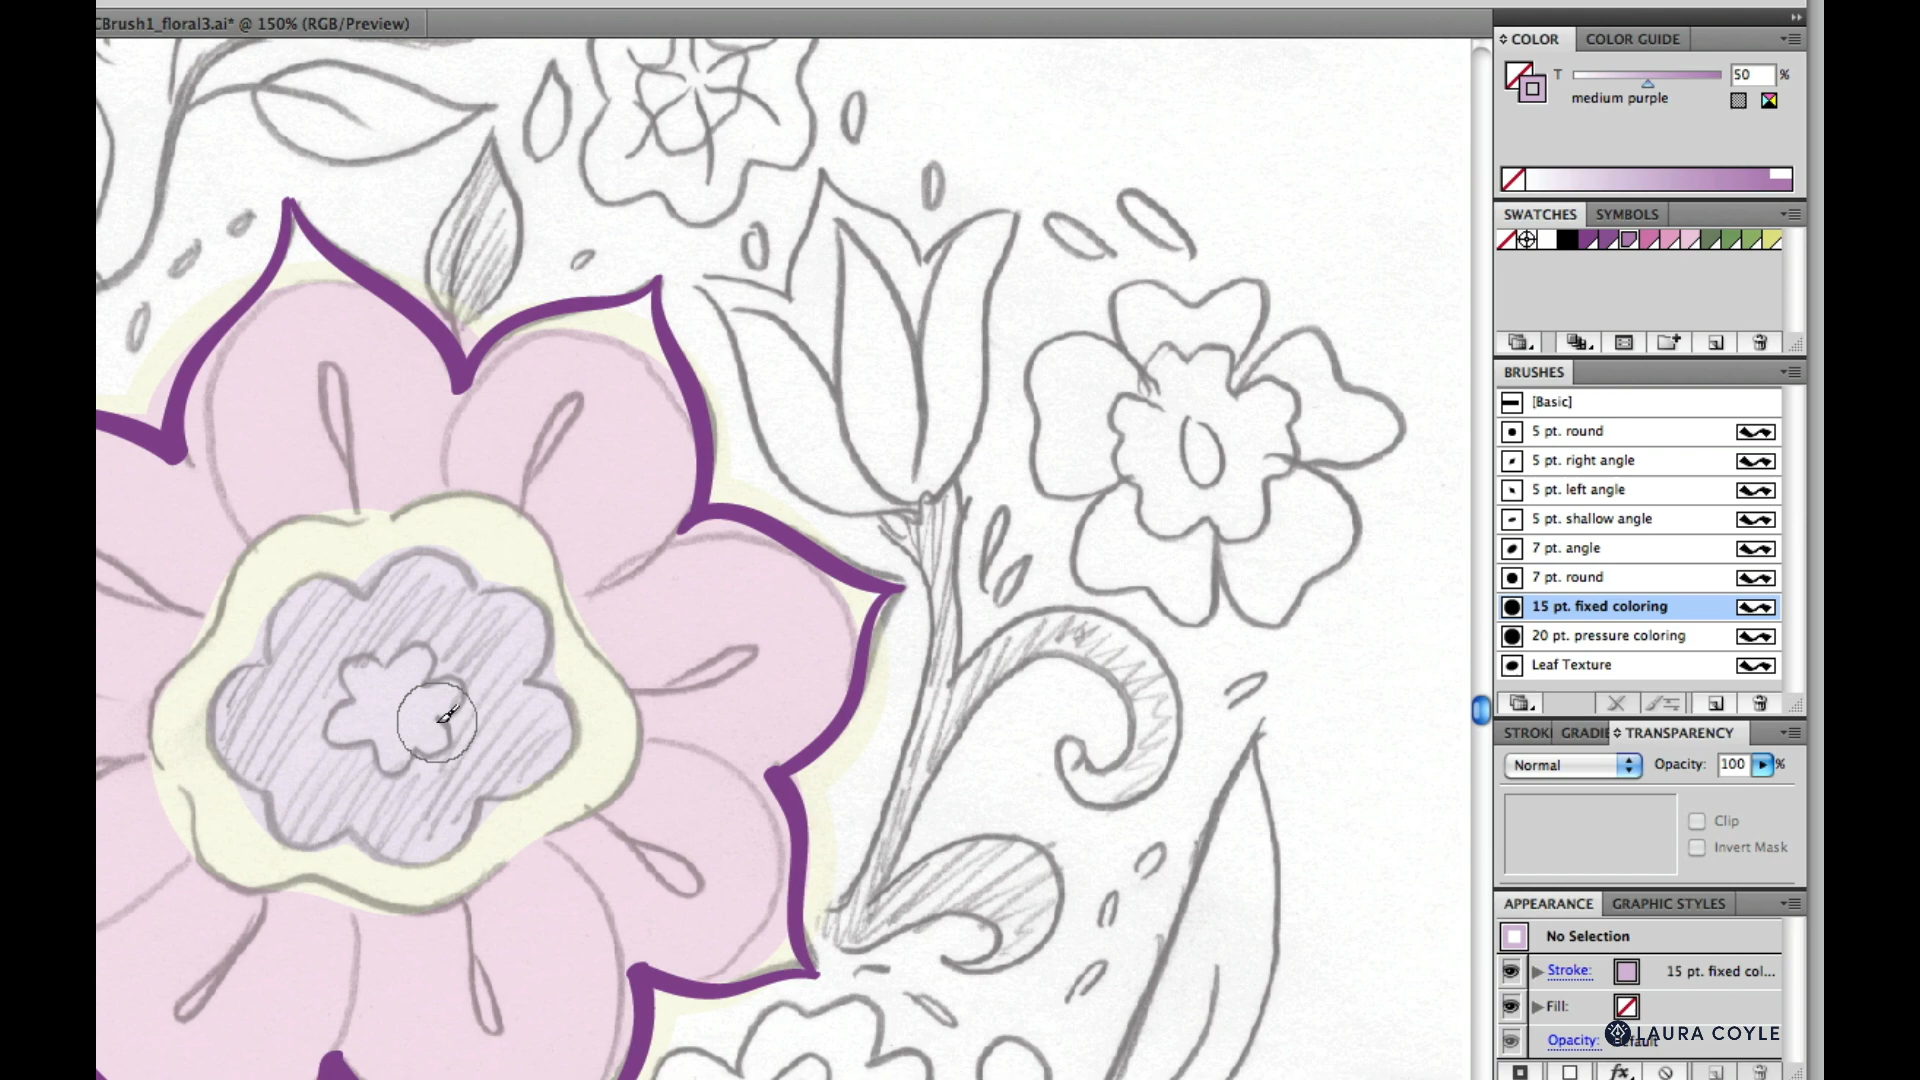 CBrush1_floral3.ai* @ 150% (RGB/Preview)
COLOR COLOR GUIDE
T 50 %
medium purple
SWATCHES SYMBOLS
BRUSHES
[Basic]
5 pt. round
5 pt. right angle
5 pt. left angle
5 pt. shallow angle
7 pt. angle
7 pt. round
15 pt. fixed coloring
20 pt. pressure coloring
Leaf Texture
STROKI GRADIE TRANSPARENCY
Normal Opacity: 100 %
Clip
Invert Mask
APPEARANCE GRAPHIC STYLES
No Selection
Stroke: 15 pt. fixed col...
Fill:
LAURA COYLE
Opacity: Default
fx